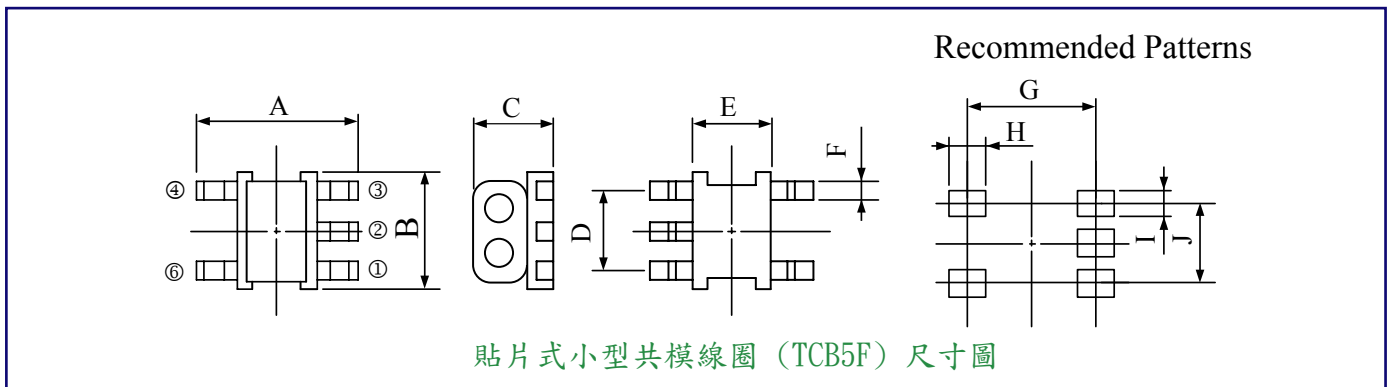 Recommended Patterns
A
C
E
F
G
H
④
③
②
B
⑥
①
D
I
J
貼片式小型共模線圈 (TCB5F) 尺寸圖